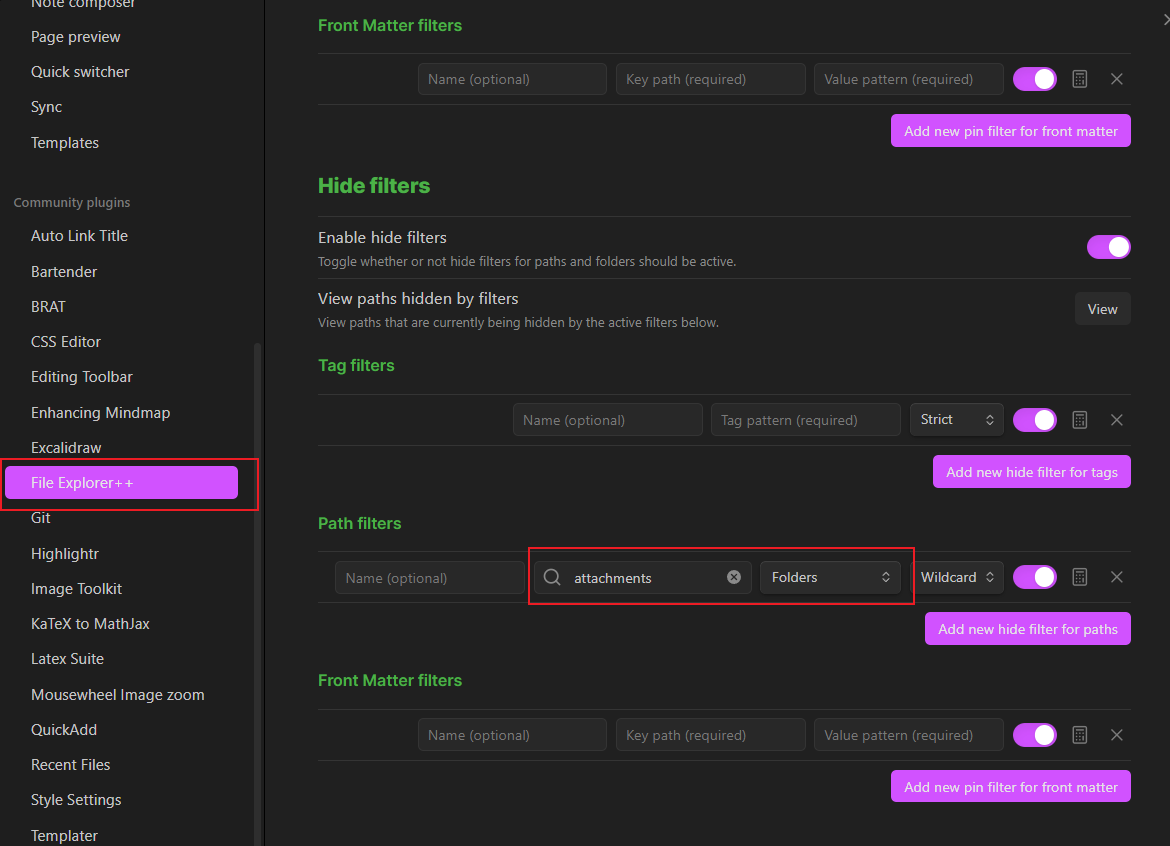 Note composer
Page preview
Quick switcher
Sync
Templates
Community plugins
Auto Link Title
Bartender
BRAT
CSS Editor
Editing Toolbar
Enhancing Mindmap
Excalidraw
File Explorer++
Git
Highlightr
Image Toolkit
KaTeX to MathJax
Latex Suite
Mousewheel Image zoom
QuickAdd
Recent Files
Style Settings
Templater
Front Matter filters
Name (optional) Key path (required) Value pattern (required)
Add new pin filter for front matter
Hide filters
Enable hide filters
Toggle whether or not hide filters for paths and folders should be active.
View paths hidden by filters
View paths that are currently being hidden by the active filters below.
View
Tag filters
Name (optional) Tag pattern (required) Strict
Add new hide filter for tags
Path filters
Name (optional) attachments Folders Wildcard
Add new hide filter for paths
Front Matter filters
Name (optional) Key path (required) Value pattern (required)
Add new pin filter for front matter